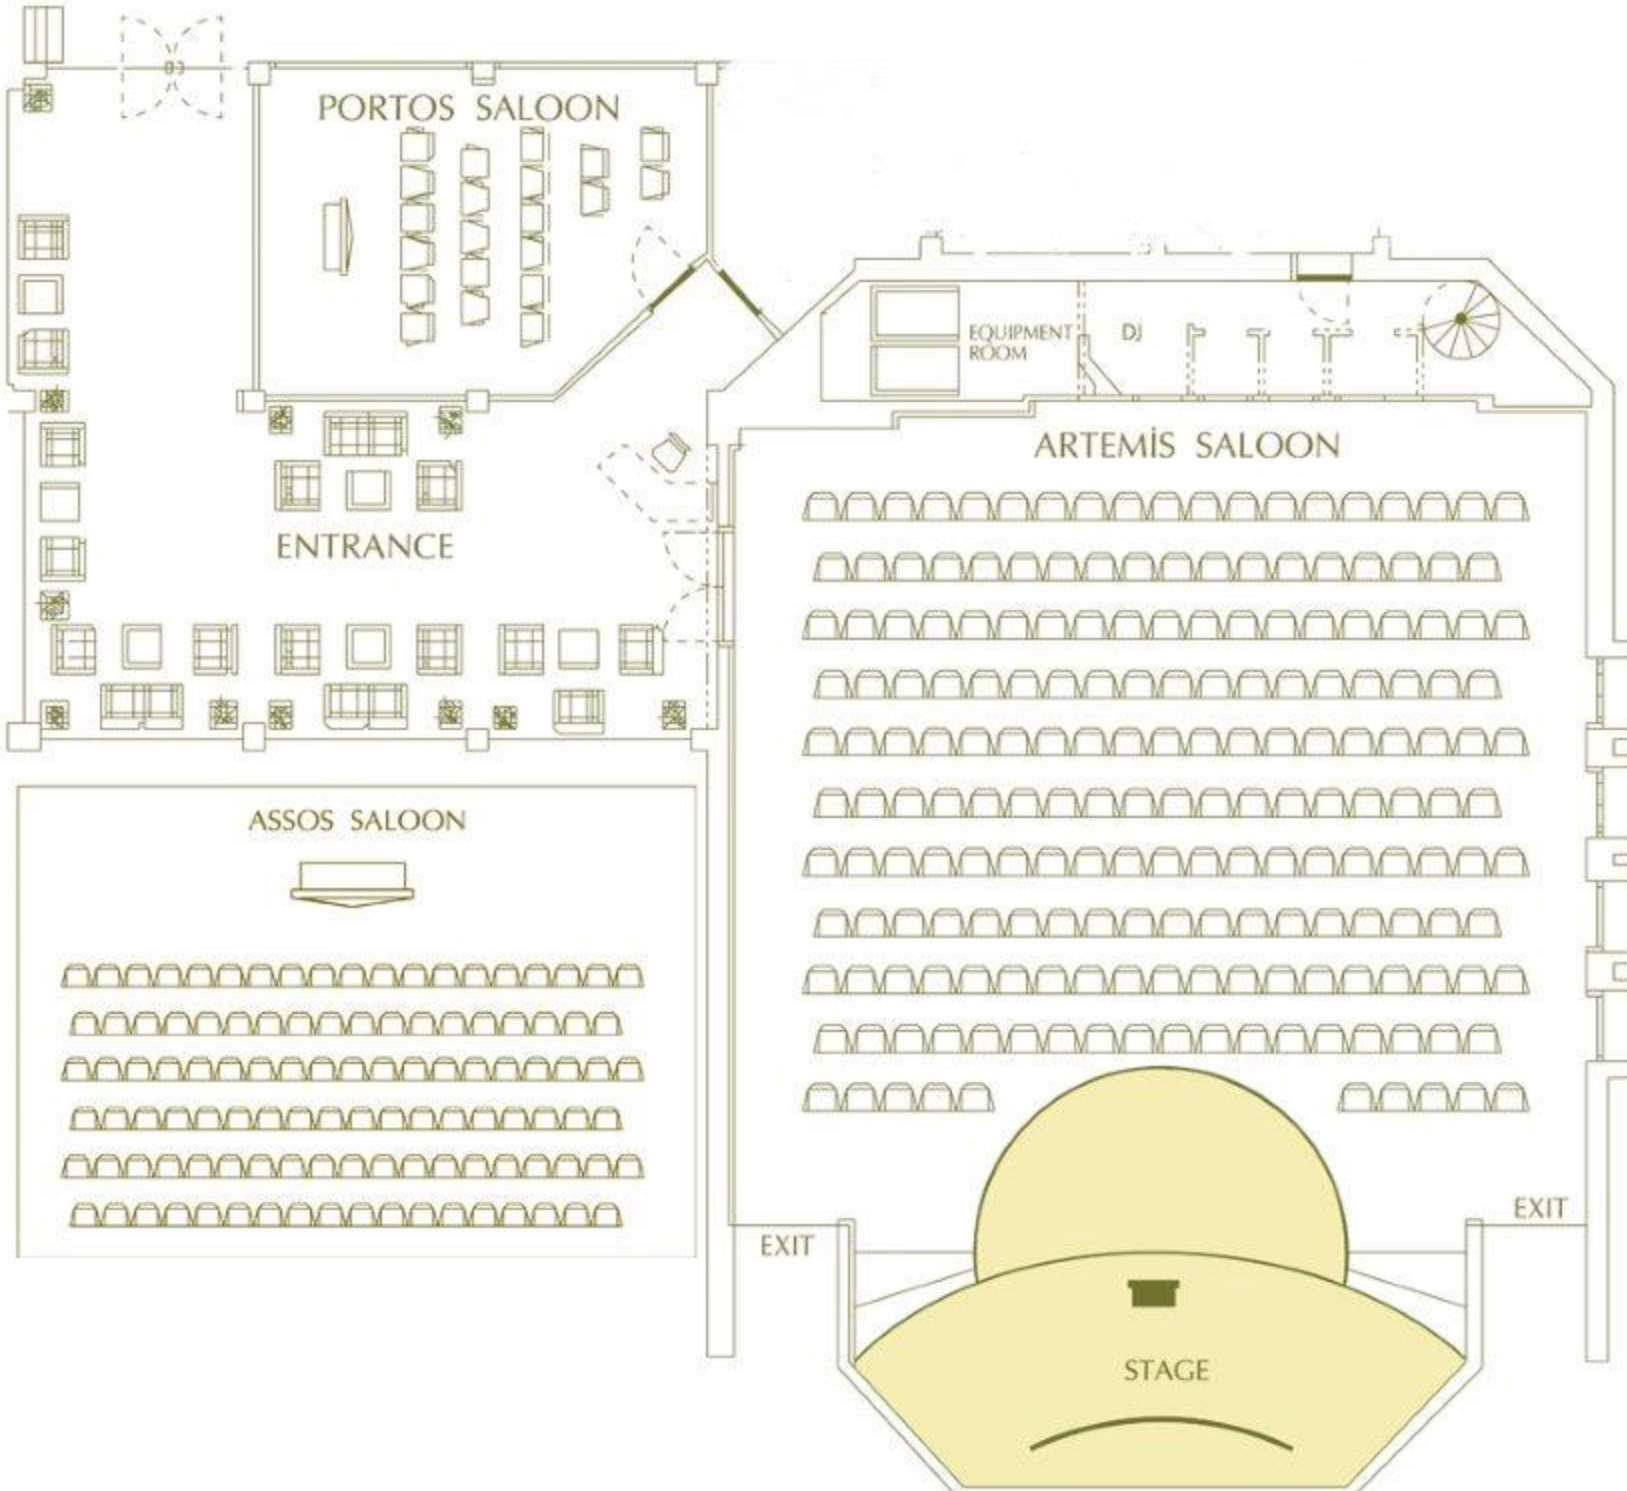 PORTOS SALOON
EQUIPMENT
ROOM
DJ
ARTEMİS SALOON
ENTRANCE
ASSOS SALOON
EXIT
EXIT
STAGE